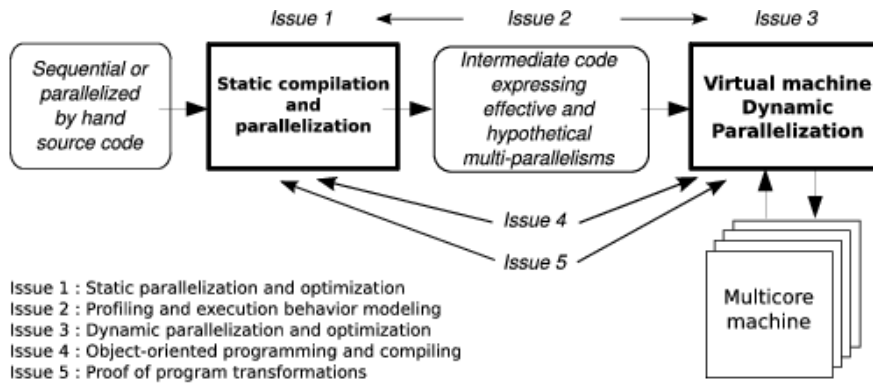 Issue 1
Issue 2
Issue 3
Sequential or
parallelized
by hand
source code
Static compilation
and
parallelization
Intermediate code
expressing
effective and
hypothetical
multi-parallelisms
Virtual machine
Dynamic
Parallelization
Issue 4
Issue 5
Multicore
machine
Issue 1 : Static parallelization and optimization
Issue 2 : Profiling and execution behavior modeling
Issue 3 : Dynamic parallelization and optimization
Issue 4 : Object-oriented programming and compiling
Issue 5 : Proof of program transformations